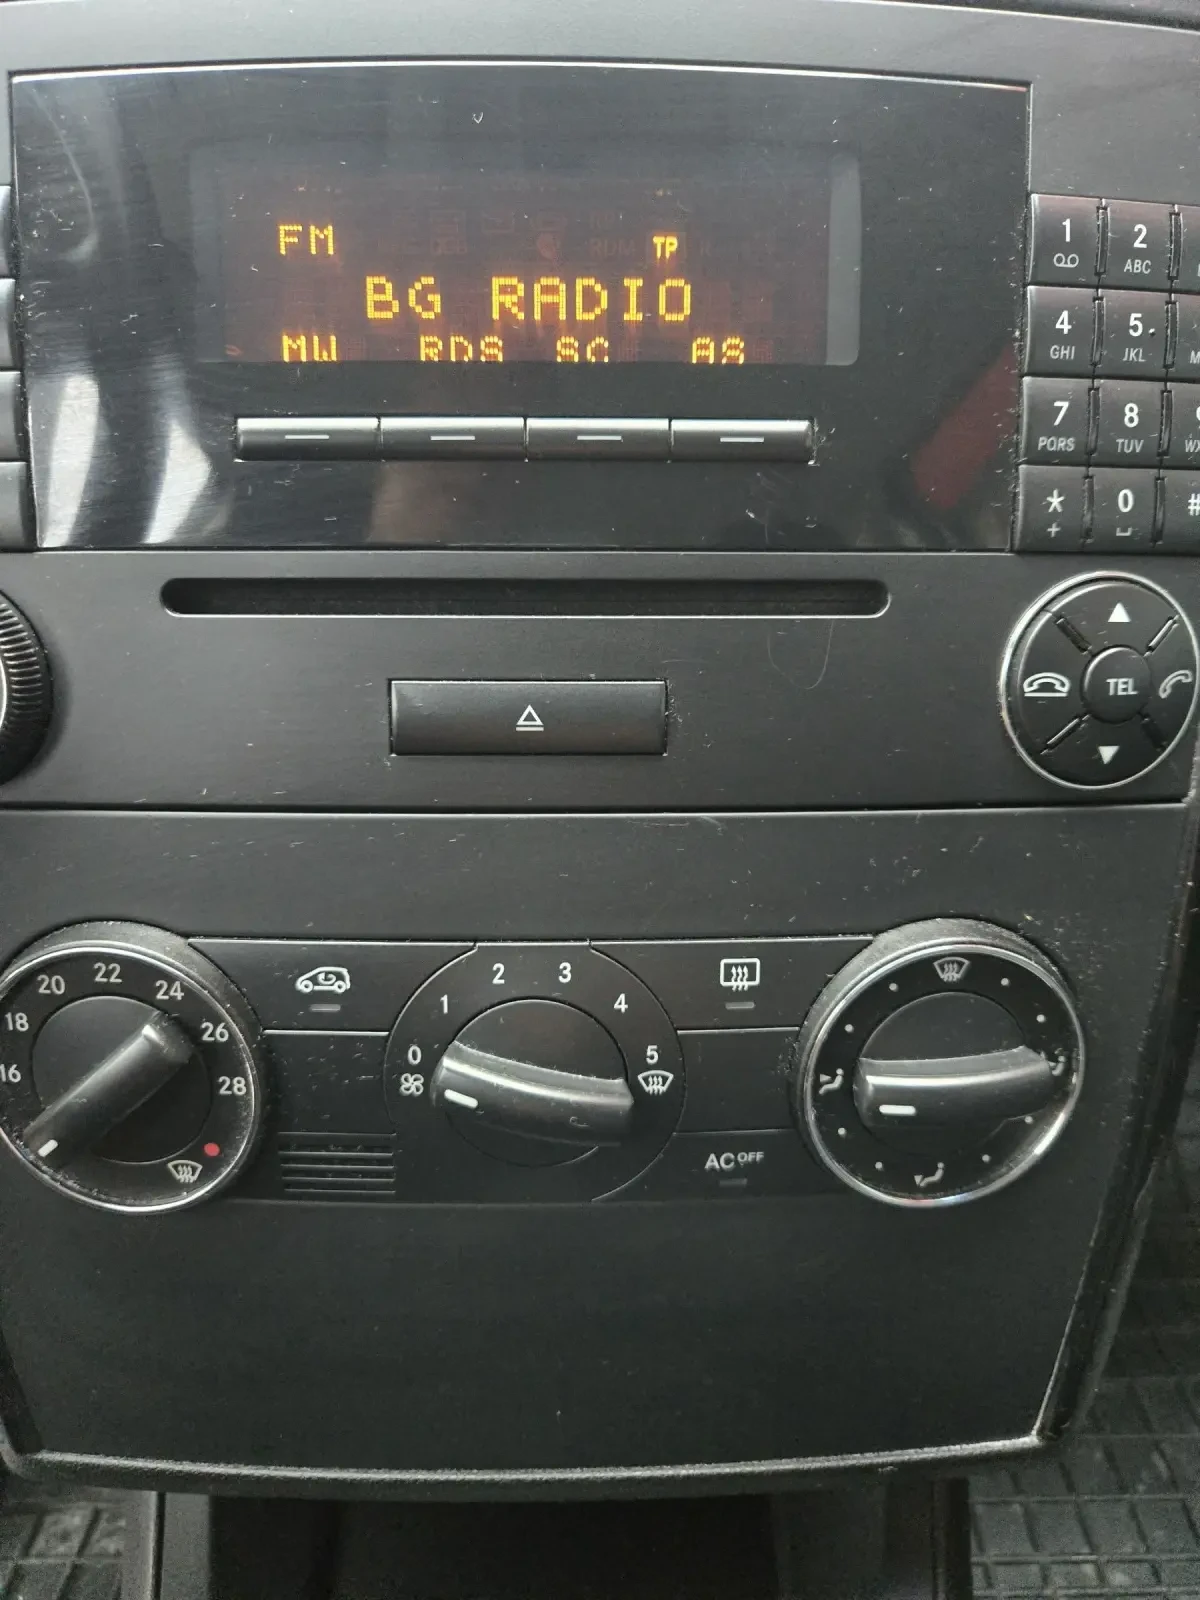 FM TP
BG RADIO
MW RDS SC AS
1 2
ABC
4 5
GHI JKL
7 8
PQRS TUV
* 0 #
+
TEL
16 18 20 22 24 26 28
0 1 2 3 4 5
AC OFF